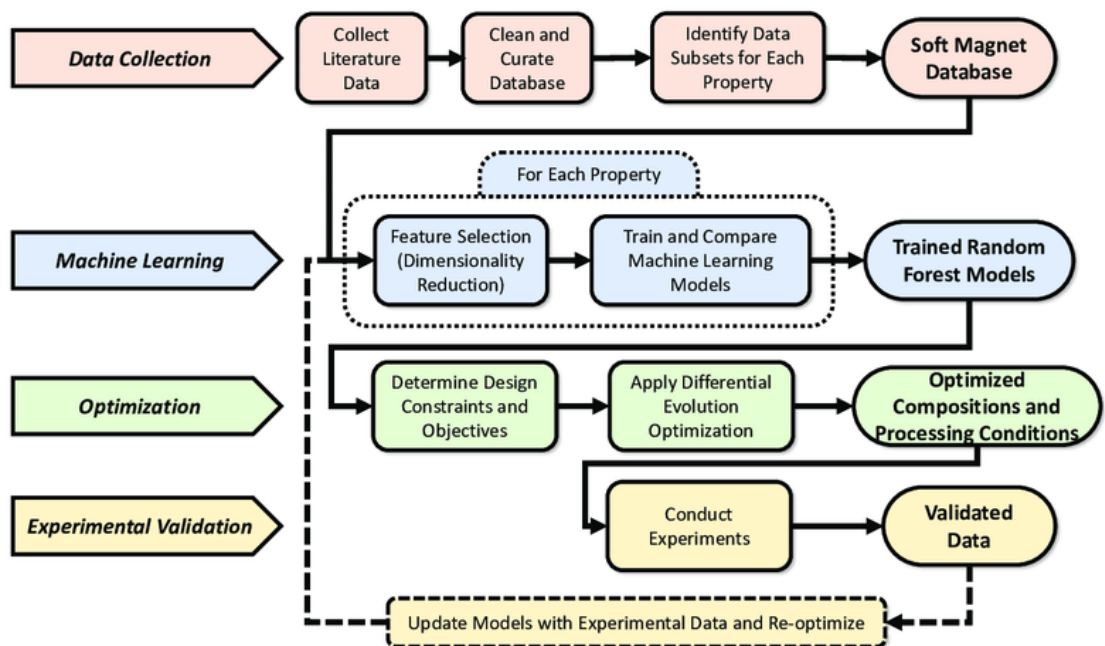 Data Collection
Collect
Literature
Data
Clean and
Curate
Database
Identify Data
Subsets for Each
Property
Soft Magnet
Database
For Each Property
Machine Learning
Feature Selection
(Dimensionality
Reduction)
Train and Compare
Machine Learning
Models
Trained Random
Forest Models
Optimization
Determine Design
Constraints and
Objectives
Apply Differential
Evolution
Optimization
Optimized
Compositions and
Processing Conditions
Experimental Validation
Conduct
Experiments
Validated
Data
Update Models with Experimental Data and Re-optimize